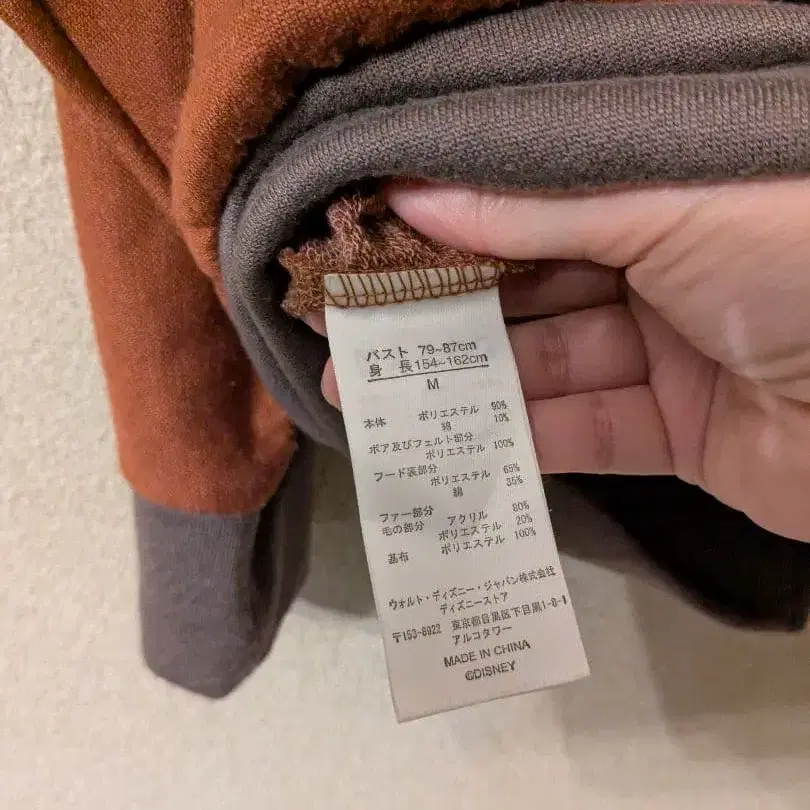 バスト 79~87cm
身 長154~162cm
M
本体 ポリエステル 90%
綿 10%
ボア及びフェルト部分
ポリエステル 100%
フード裏部分
ポリエステル 65%
綿 35%
ファー部分
毛の部分 アクリル 80%
ポリエステル 20%
基布 ポリエステル 100%
ウォルト・ディズニー・ジャパン株式会社
ディズニーストア
〒153-8922 東京都目黒区下目黒1-8-1
アルコタワー
MADE IN CHINA
©DISNEY